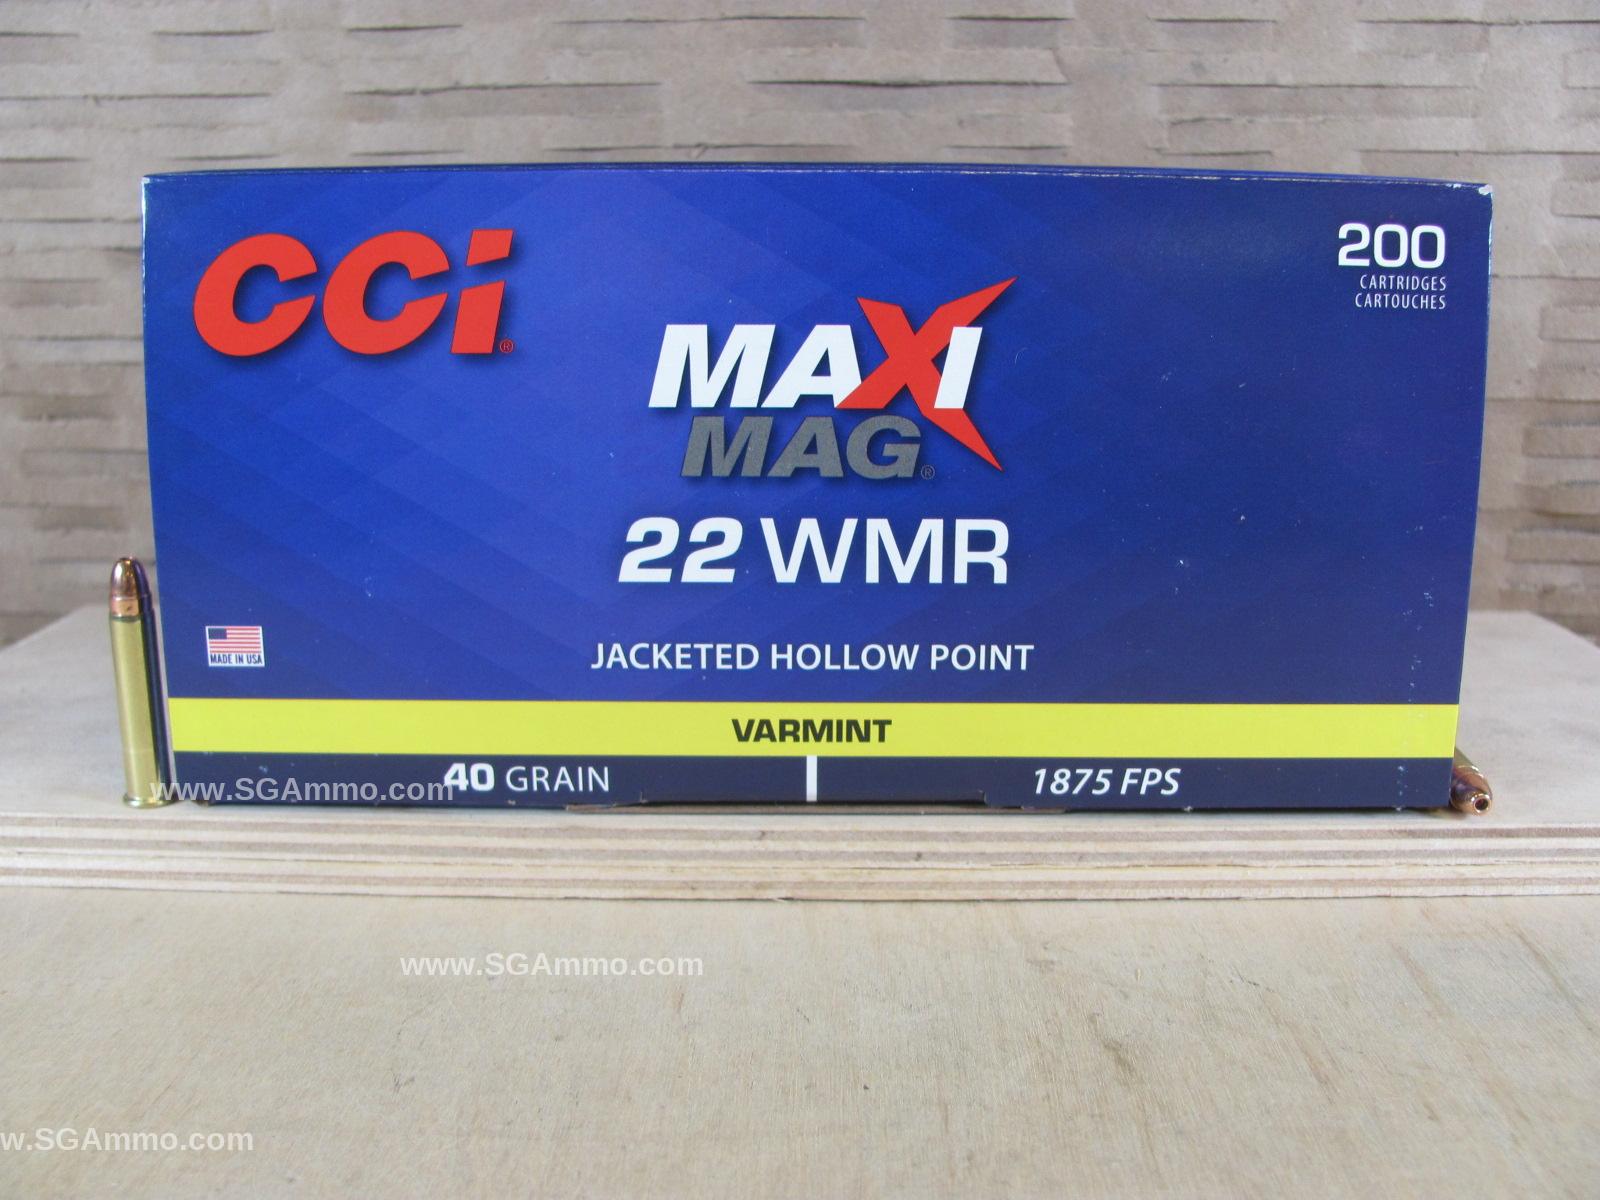 CCi®
200
CARTRIDGES
CARTOUCHES
MAXI
MAG®
22 WMR
MADE IN USA
JACKETED HOLLOW POINT
VARMINT
40 GRAIN
1875 FPS
www.SGAmmo.com
www.SGAmmo.com
w.SGAmmo.com